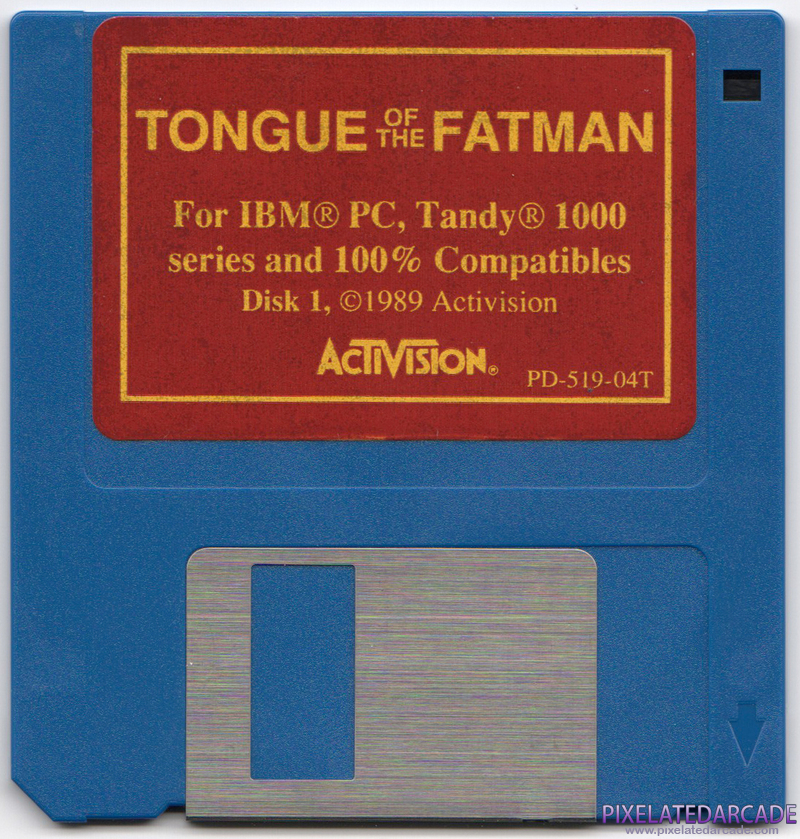 TONGUE OF THE FATMAN
For IBM® PC, Tandy® 1000
series and 100% Compatibles
Disk 1, ©1989 Activision
ACTIVISION®
PD-519-04T
PIXELATEDARCADE
www.pixelatedarcade.com